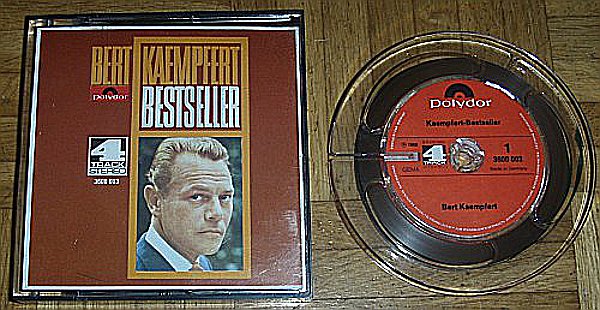 BERT KAEMPFERT
Polydor
BESTSELLER
4
TRACK
STEREO
3600 003
Polydor
Kaempfert-Bestseller
1
3600 003
4
TRACK
GEMA
Made in Germany
Bert Kaempfert